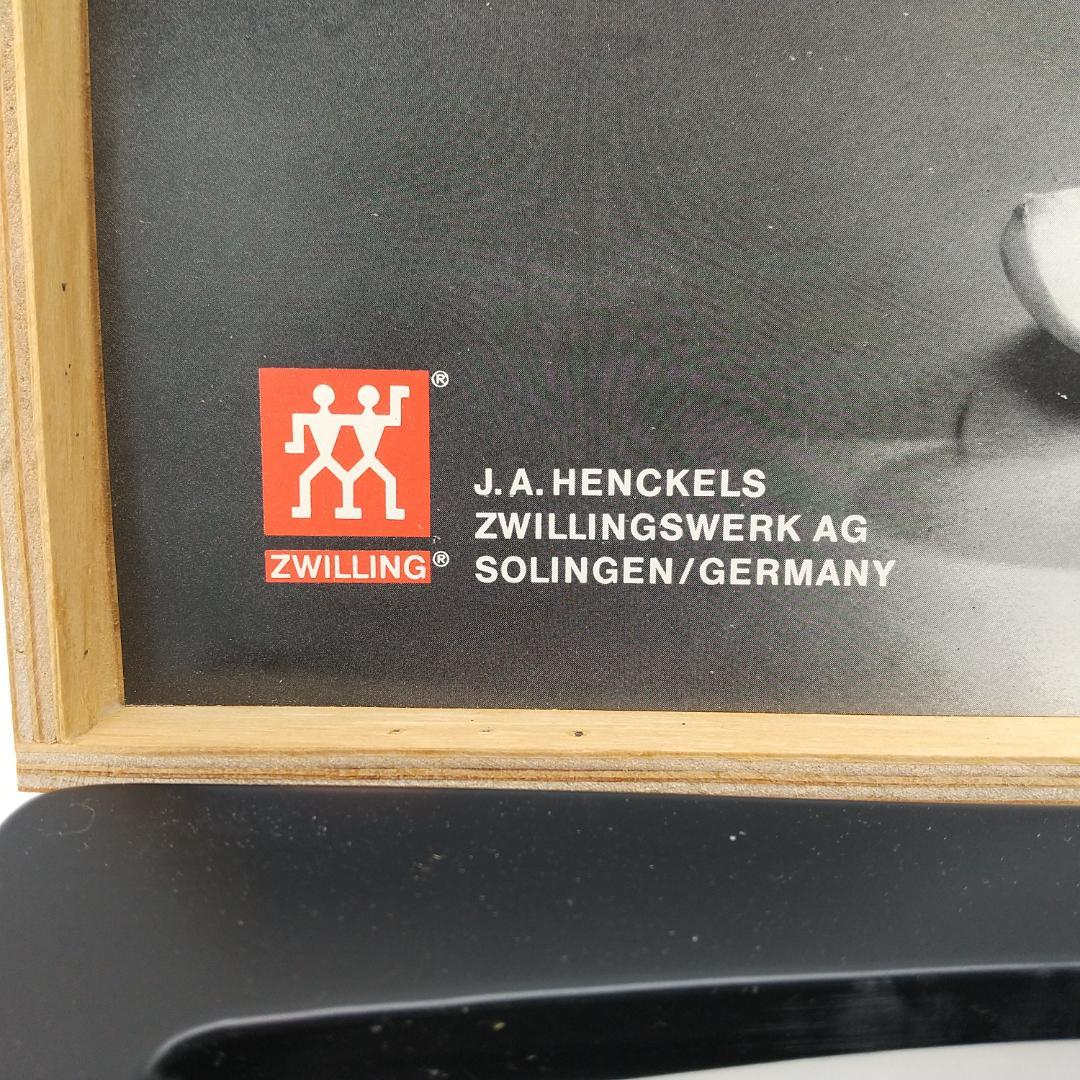 ®
J. A. HENCKELS
ZWILLINGSWERK AG
ZWILLING®
SOLINGEN/GERMANY